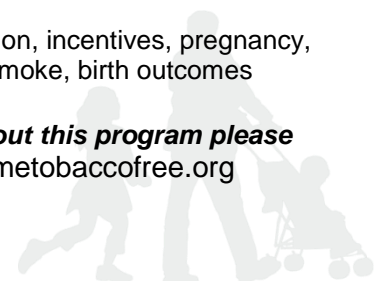 on, incentives, pregnancy,
moke, birth outcomes
out this program please
metobaccofree.org